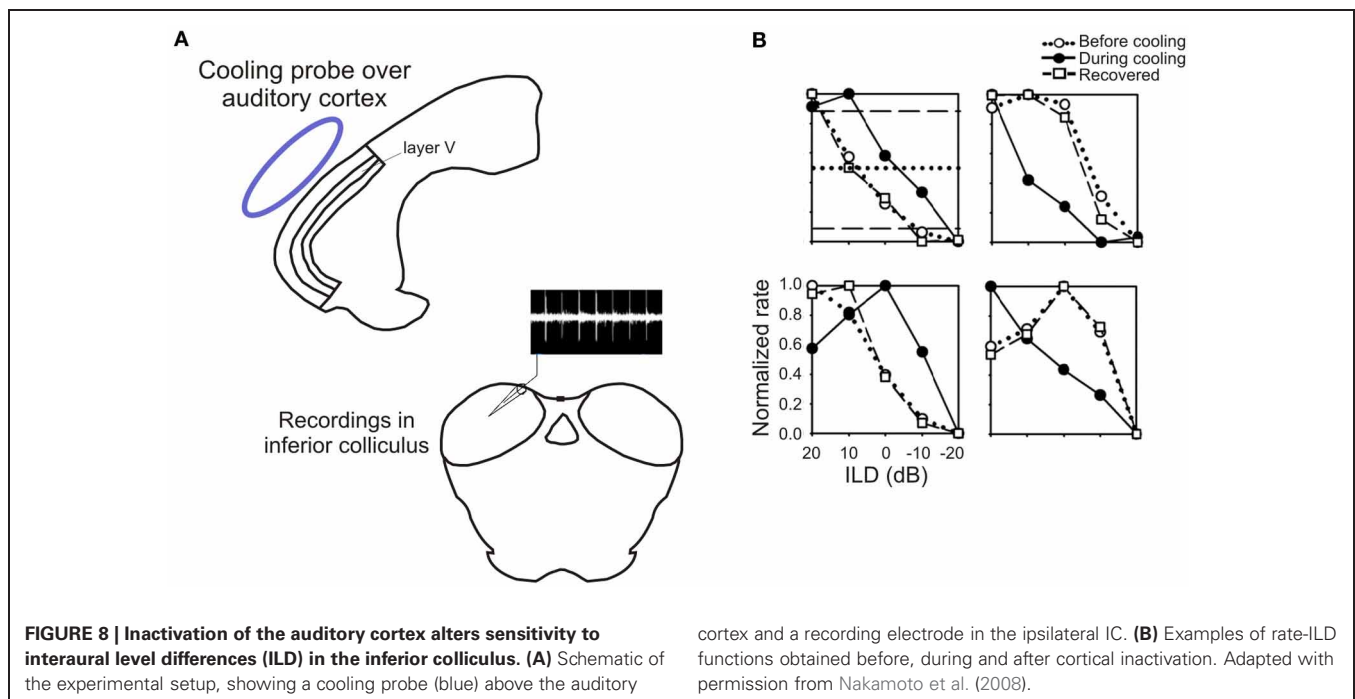 A
Cooling probe over
auditory cortex
layer V
Recordings in
inferior colliculus
B
Before cooling
During cooling
Recovered
Normalized rate
1.0
0.8
0.6
0.4
0.2
0.0
20 10 0 -10 -20
ILD (dB)
FIGURE 8 | Inactivation of the auditory cortex alters sensitivity to
interaural level differences (ILD) in the inferior colliculus. (A) Schematic of
the experimental setup, showing a cooling probe (blue) above the auditory
cortex and a recording electrode in the ipsilateral IC. (B) Examples of rate-ILD
functions obtained before, during and after cortical inactivation. Adapted with
permission from Nakamoto et al. (2008).